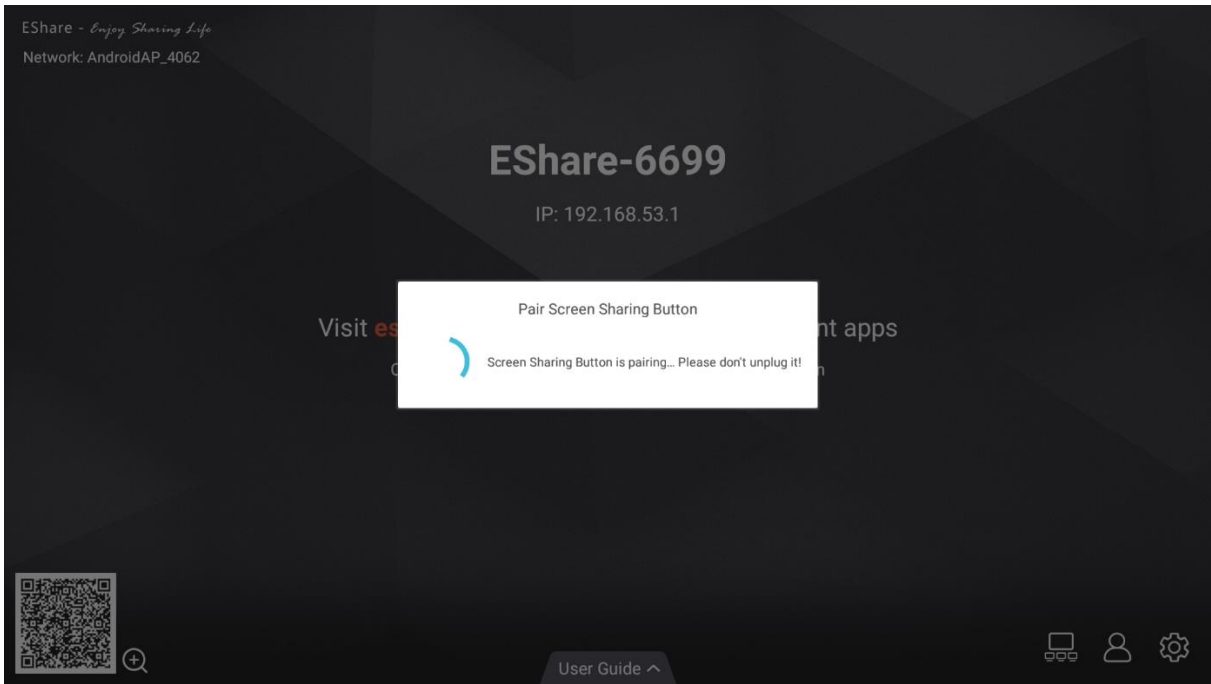 EShare - Enjoy Sharing Life
Network: AndroidAP_4062
EShare-6699
IP: 192.168.53.1
Pair Screen Sharing Button
Visit es nt apps
Screen Sharing Button is pairing... Please don't unplug it!
User Guide